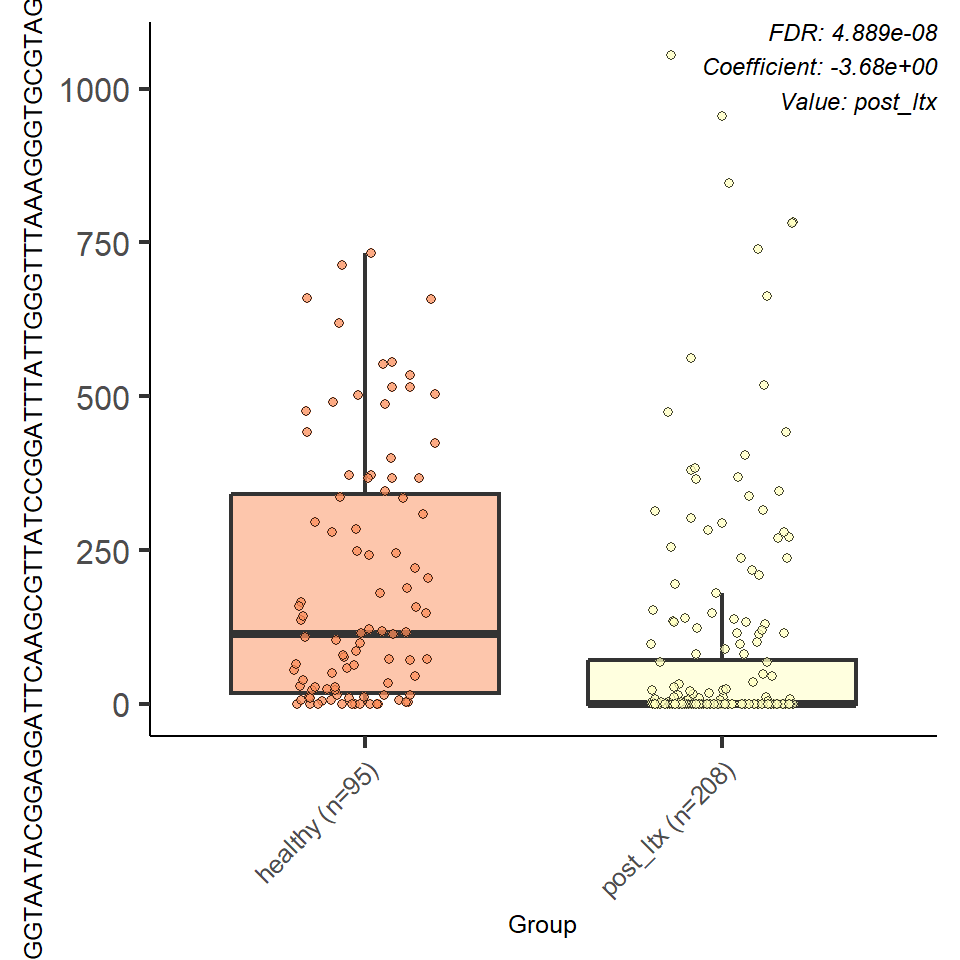 FDR: 4.889e-08
Coefficient: -3.68e+00
Value: post_ltx
GGTAATACGGAGGATTCAAGCGTTATCCGGATTTATTGGGTTTAAAGGGTGCGTAG
1000
750
500
250
0
healthy (n=95)
post_ltx (n=208)
Group